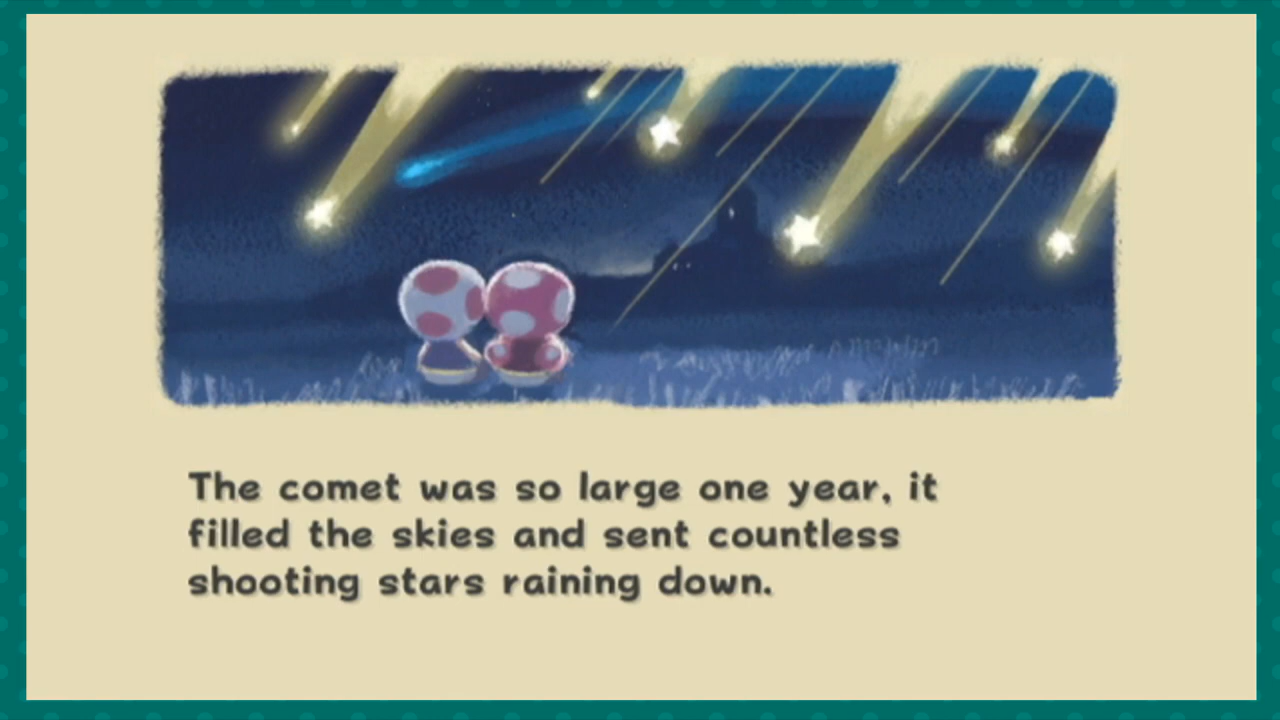 The comet was so large one year, it
filled the skies and sent countless
shooting stars raining down.